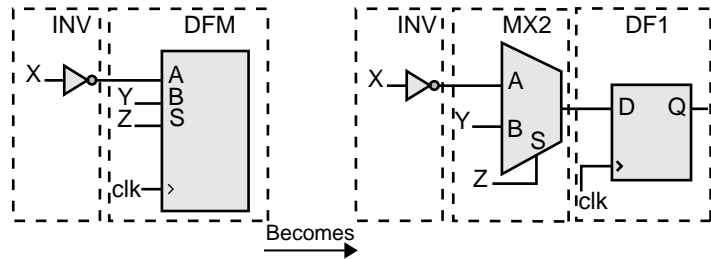 INV DFM
X A
Y B
Z S
clk
Becomes
INV MX2 DF1
X A
Y B
S
Z
D Q
clk